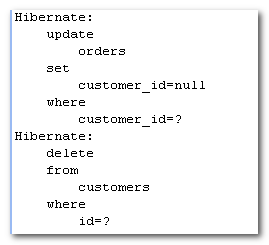 Hibernate:
    update
        orders
    set
        customer_id=null
    where
        customer_id=?
Hibernate:
    delete
    from
        customers
    where
        id=?